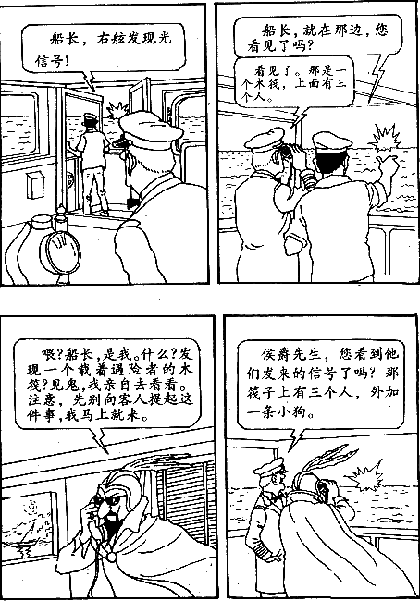 船长,右舷发现光
信号!
船长,就在那边,您
看见了吗?
看见了。那是一
个木筏,上面有三
个人。
喂?船长,是我。什么?发
现一个载着遇险者的木
筏?见鬼,我亲自去看看。
注意,先别向客人提起这
件事,我马上就来。
侯爵先生,您看到他
们发来的信号了吗?那
筏子上有三个人,外加
一条小狗。